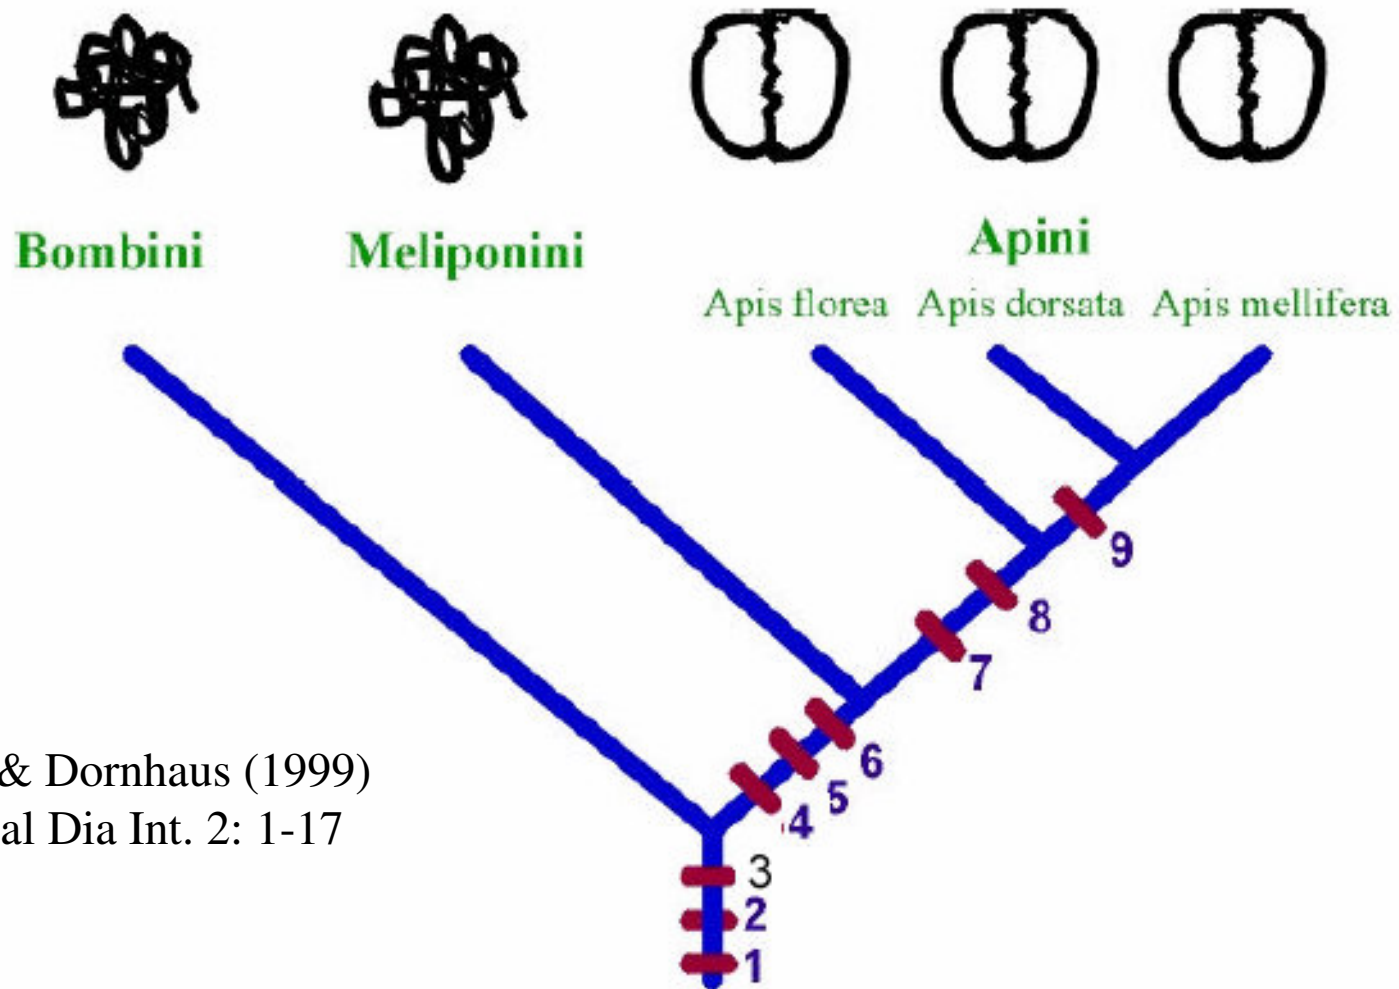 Bombini
Meliponini
Apini
Apis florea
Apis dorsata
Apis mellifera
9
8
7
6
5
4
3
2
1
& Dornhaus (1999)
al Dia Int. 2: 1-17